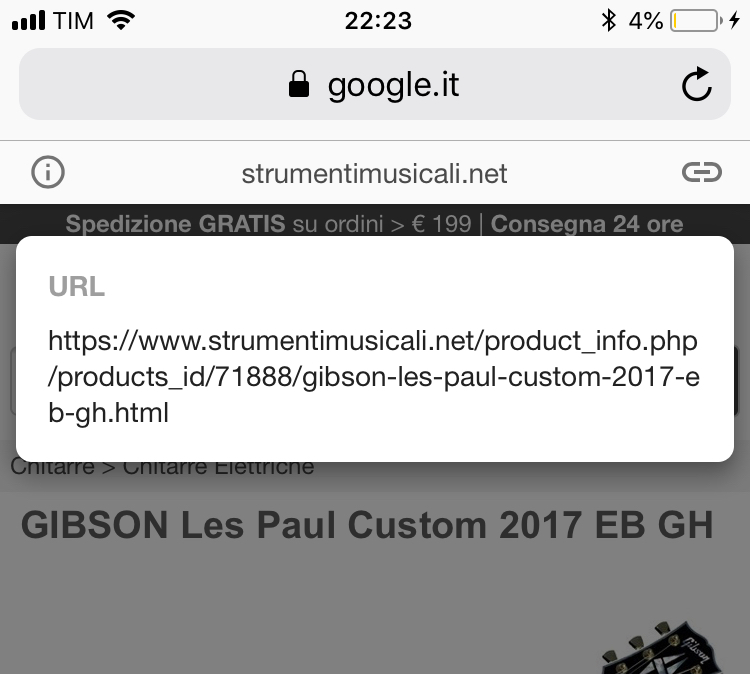 TIM 22:23 4%
google.it
strumentimusicali.net
Spedizione GRATIS su ordini > € 199 | Consegna 24 ore
URL
https://www.strumentimusicali.net/product_info.php
/products_id/71888/gibson-les-paul-custom-2017-e
b-gh.html
Chitarre > Chitarre Elettriche
GIBSON Les Paul Custom 2017 EB GH
Gibson